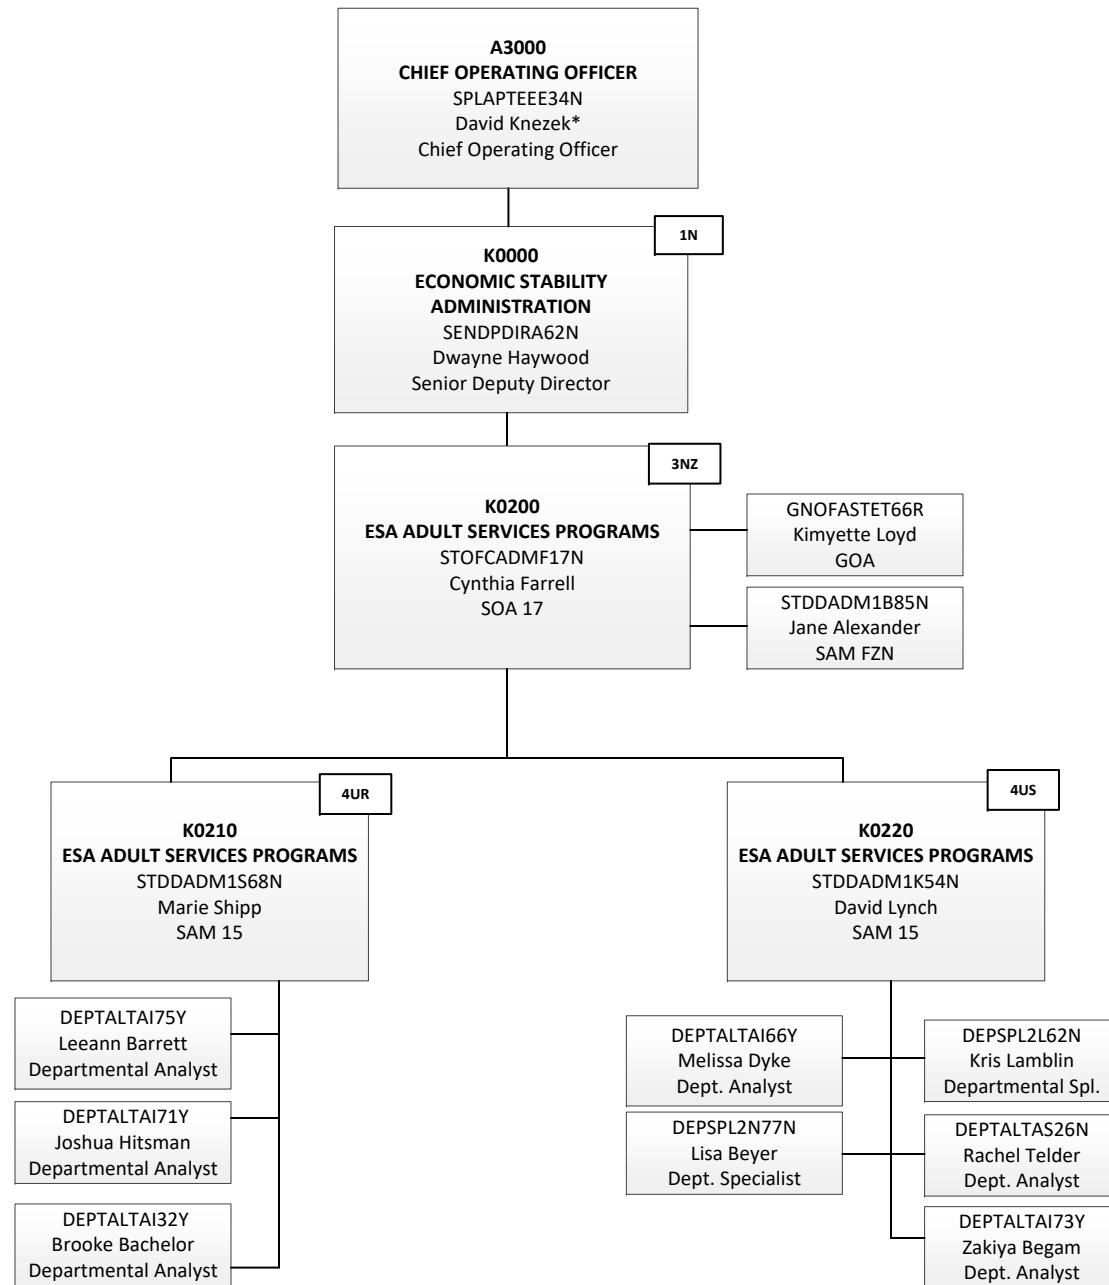 A3000
CHIEF OPERATING OFFICER
SPLAPTEEE34N
David Knezek*
Chief Operating Officer
1N
K0000
ECONOMIC STABILITY
ADMINISTRATION
SENDPDIRA62N
Dwayne Haywood
Senior Deputy Director
3NZ
K0200
ESA ADULT SERVICES PROGRAMS
STOFCADMF17N
Cynthia Farrell
SOA 17
GNOFASTET66R
Kimyette Loyd
GOA
STDDADM1B85N
Jane Alexander
SAM FZN
4UR
K0210
ESA ADULT SERVICES PROGRAMS
STDDADM1S68N
Marie Shipp
SAM 15
DEPTALTAI75Y
Leeann Barrett
Departmental Analyst
DEPTALTAI71Y
Joshua Hitsman
Departmental Analyst
DEPTALTAI32Y
Brooke Bachelor
Departmental Analyst
4US
K0220
ESA ADULT SERVICES PROGRAMS
STDDADM1K54N
David Lynch
SAM 15
DEPTALTAI66Y
Melissa Dyke
Dept. Analyst
DEPSPL2L62N
Kris Lamblin
Departmental Spl.
DEPSPL2N77N
Lisa Beyer
Dept. Specialist
DEPTALTAS26N
Rachel Telder
Dept. Analyst
DEPTALTAI73Y
Zakiya Begam
Dept. Analyst